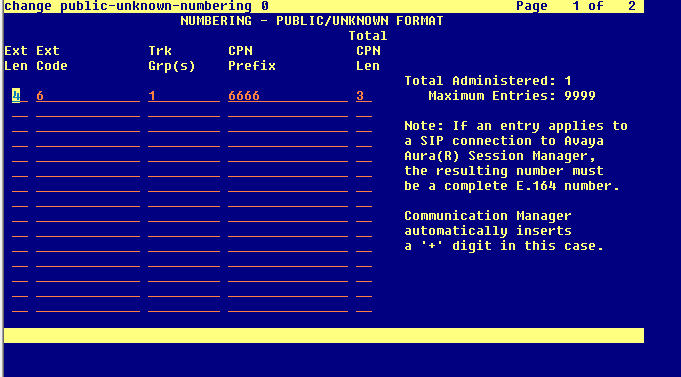 change public-unknown-numbering 0 Page 1 of 2
NUMBERING - PUBLIC/UNKNOWN FORMAT
Total
Ext Ext Trk CPN CPN
Len Code Grp(s) Prefix Len
Total Administered: 1
4 6 1 6666 3 Maximum Entries: 9999
Note: If an entry applies to
a SIP connection to Avaya
Aura(R) Session Manager,
the resulting number must
be a complete E.164 number.
Communication Manager
automatically inserts
a '+' digit in this case.